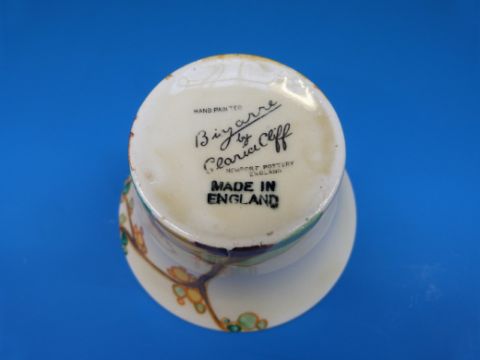 HAND PAINTED
Bizarre
by
Clarice Cliff
NEWPORT POTTERY
ENGLAND
MADE IN
ENGLAND